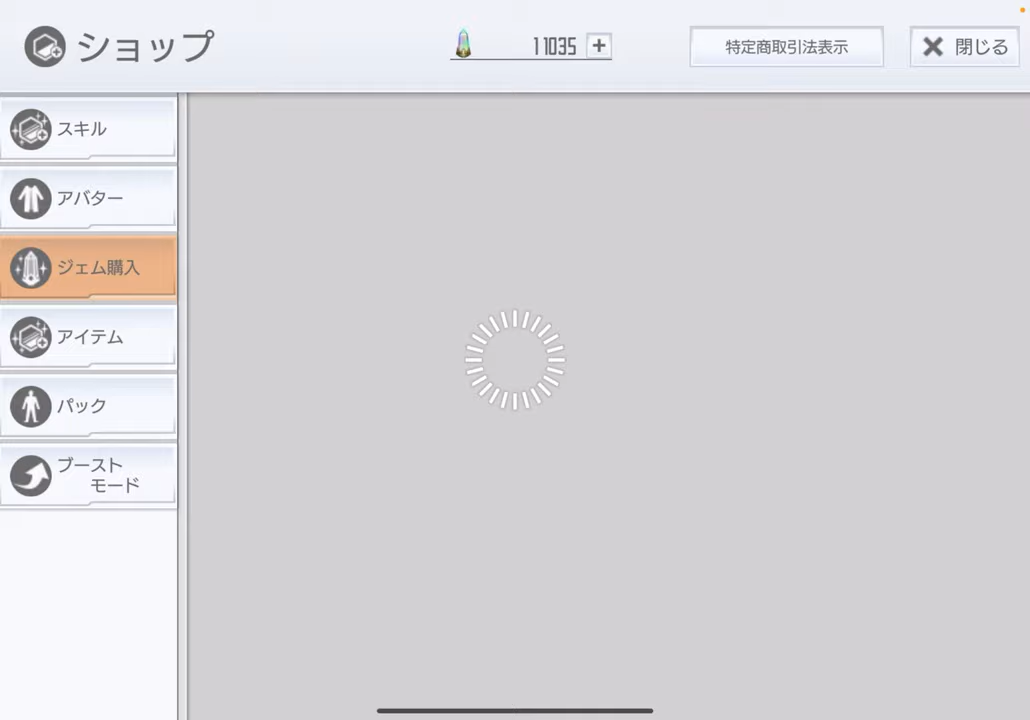 ショップ
11035
特定商取引法表示
閉じる
スキル
アバター
ジェム購入
アイテム
パック
ブースト
モード